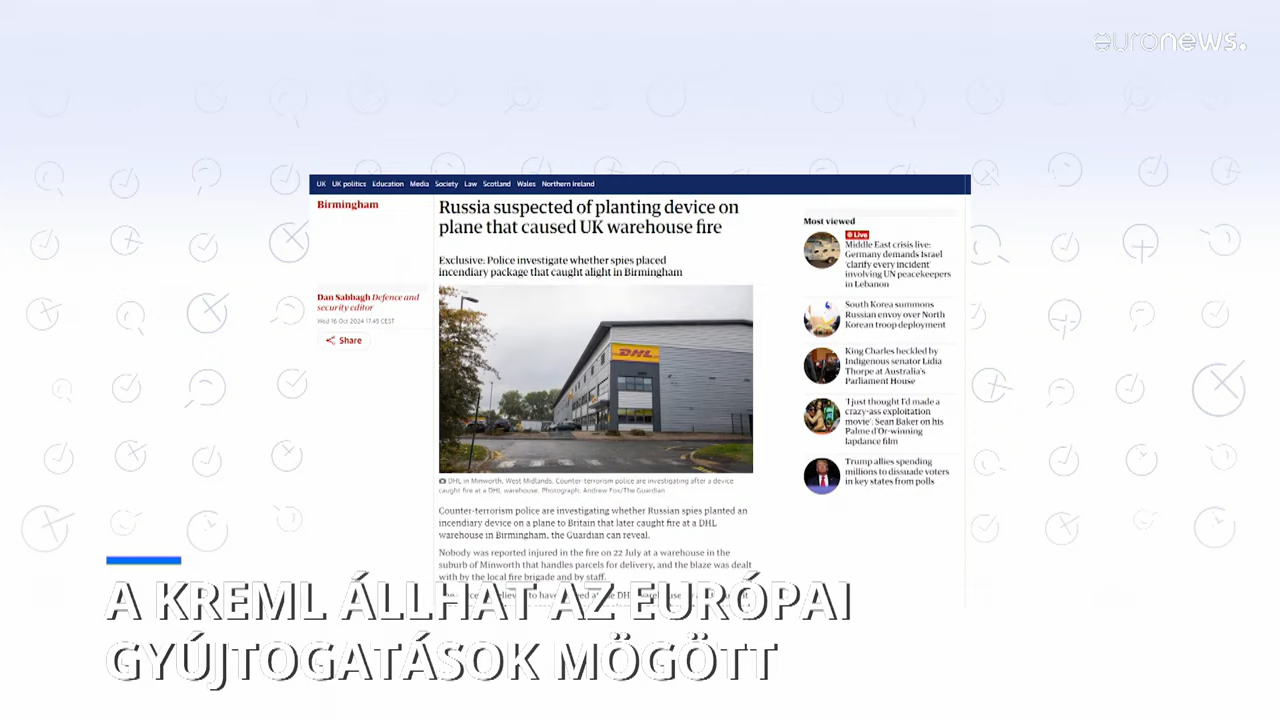 euronews.
UK UK politics Education Media Society Law Scotland Wales Northern Ireland
Birmingham
Russia suspected of planting device on
plane that caused UK warehouse fire
Exclusive: Police investigate whether spies placed
incendiary package that caught alight in Birmingham
Dan Sabbagh Defence and
security editor
Wed 16 Oct 2024 17.45 CEST
Share
DHL
DHL in Minworth, West Midlands. Counter-terrorism police are investigating after a device
caught fire at a DHL warehouse. Photograph: Andrew Fox/The Guardian
Counter-terrorism police are investigating whether Russian spies planted an
incendiary device on a plane to Britain that later caught fire at a DHL
warehouse in Birmingham, the Guardian can reveal.
Nobody was reported injured in the fire on 22 July at a warehouse in the
suburb of Minworth that handles parcels for delivery, and the blaze was dealt
with by the local fire brigade and by staff.
Most viewed
Live
Middle East crisis live:
Germany demands Israel
'clarify every incident'
involving UN peacekeepers
in Lebanon
South Korea summons
Russian envoy over North
Korean troop deployment
King Charles heckled by
Indigenous senator Lidia
Thorpe at Australia's
Parliament House
'I just thought I'd made a
crazy-ass exploitation
movie': Sean Baker on his
Palme d'Or-winning
lapdance film
Trump allies spending
millions to dissuade voters
in key states from polls
A KREML ÁLLHAT AZ EURÓPAI
GYÚJTOGATÁSOK MÖGÖTT